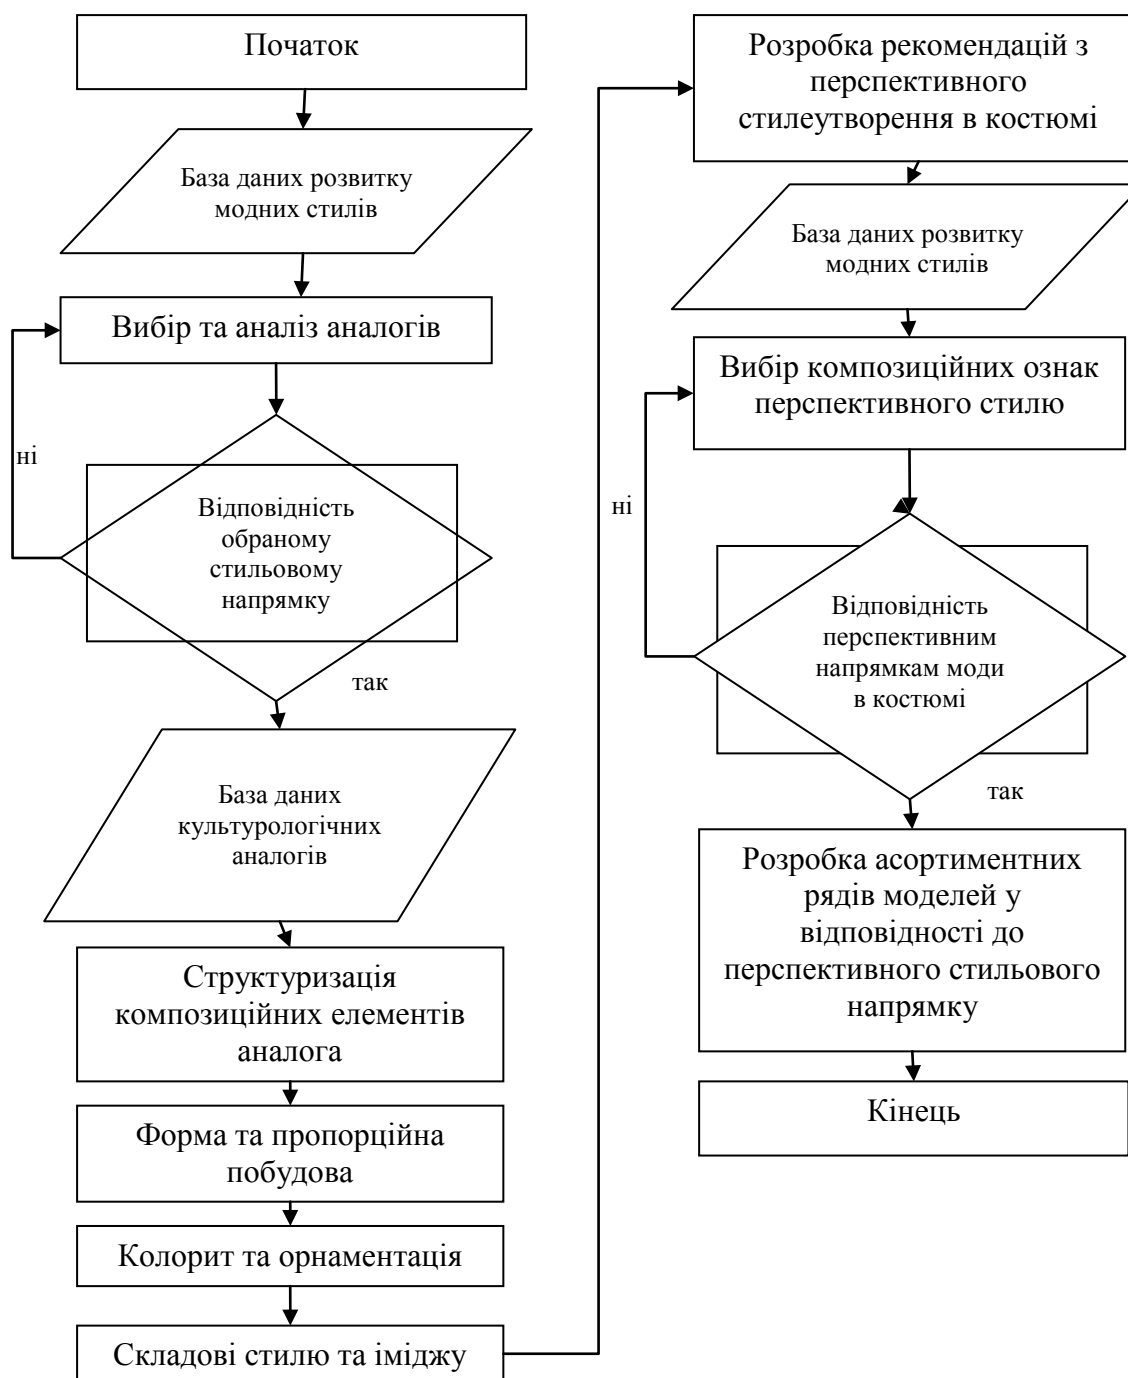 Початок
База даних розвитку
модних стилів
Вибір та аналіз аналогів
ні
Відповідність
обраному
стильовому
напрямку
так
База даних
культурологічних
аналогів
Структуризація
композиційних елементів
аналога
Форма та пропорційна
побудова
Колорит та орнаментація
Складові стилю та іміджу
Розробка рекомендацій з
перспективного
стилеутворення в костюмі
База даних розвитку
модних стилів
Вибір композиційних ознак
перспективного стилю
ні
Відповідність
перспективним
напрямкам моди
в костюмі
так
Розробка асортиментних
рядів моделей у
відповідності до
перспективного стильового
напрямку
Кінець